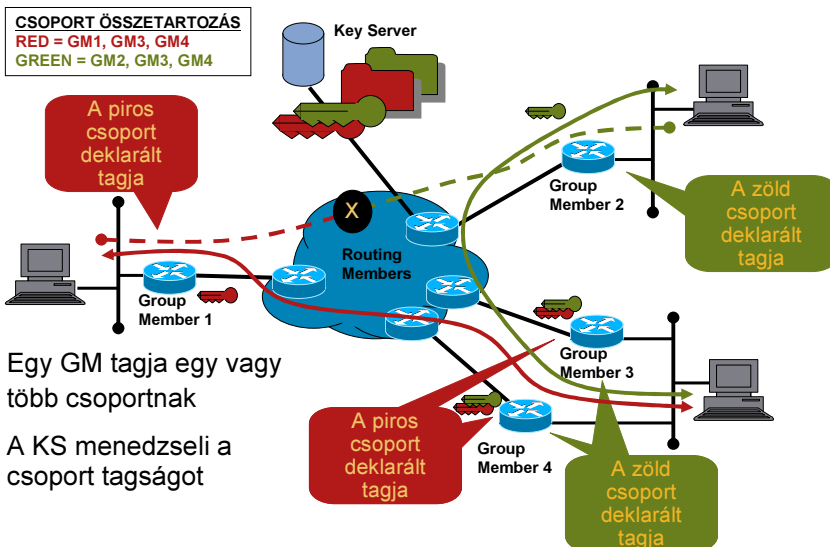 CSOPORT ÖSSZETARTOZÁS
RED = GM1, GM3, GM4
GREEN = GM2, GM3, GM4
Key Server
A piros
csoport
deklarált
tagja
X
Group
Member 2
A zöld
csoport
deklarált
tagja
Routing
Members
Group
Member 1
Group
Member 3
Egy GM tagja egy vagy
több csoportnak
A KS menedzseli a
csoport tagságot
A piros
csoport
deklarált
tagja
Group
Member 4
A zöld
csoport
deklarált
tagja